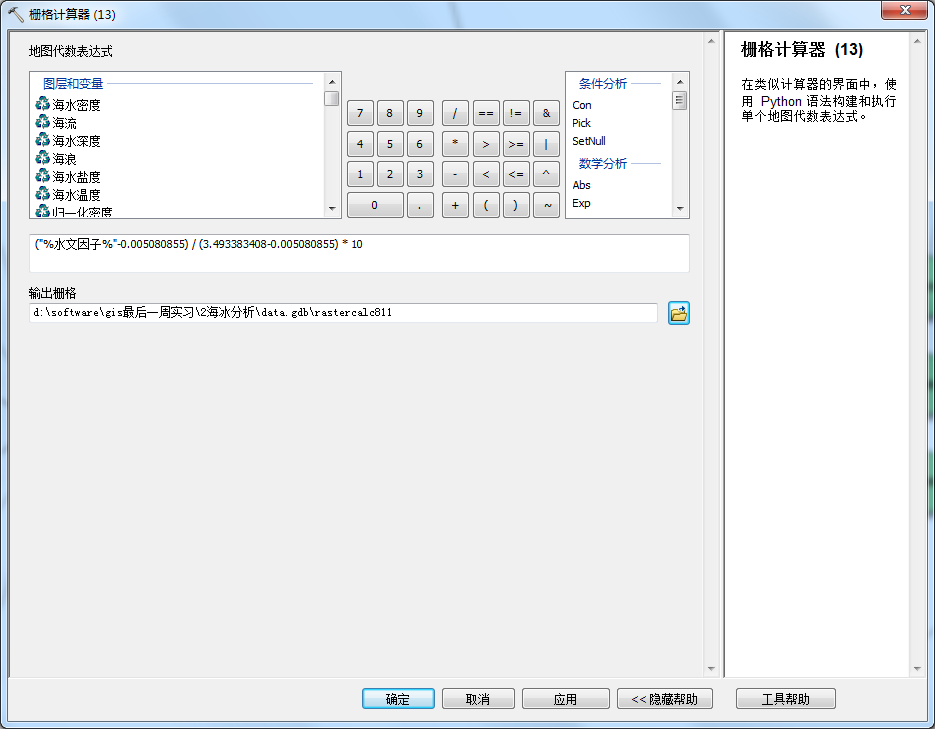 栅格计算器 (13)
地图代数表达式
图层和变量
海水密度
海流
海水深度
海浪
海水盐度
海水温度
归一化密度
7 8 9 / == != &
4 5 6 * > >= |
1 2 3 - < <= ^
0 . + ( ) ~
条件分析
Con
Pick
SetNull
数学分析
Abs
Exp
("%水文因子%"-0.005080855) / (3.493383408-0.005080855) * 10
输出栅格
d:\software\gis最后一周实习\2海冰分析\data.gdb\rastercalc811
确定
取消
应用
<< 隐藏帮助
工具帮助
栅格计算器 (13)
在类似计算器的界面中，使
用 Python 语法构建和执行
单个地图代数表达式。